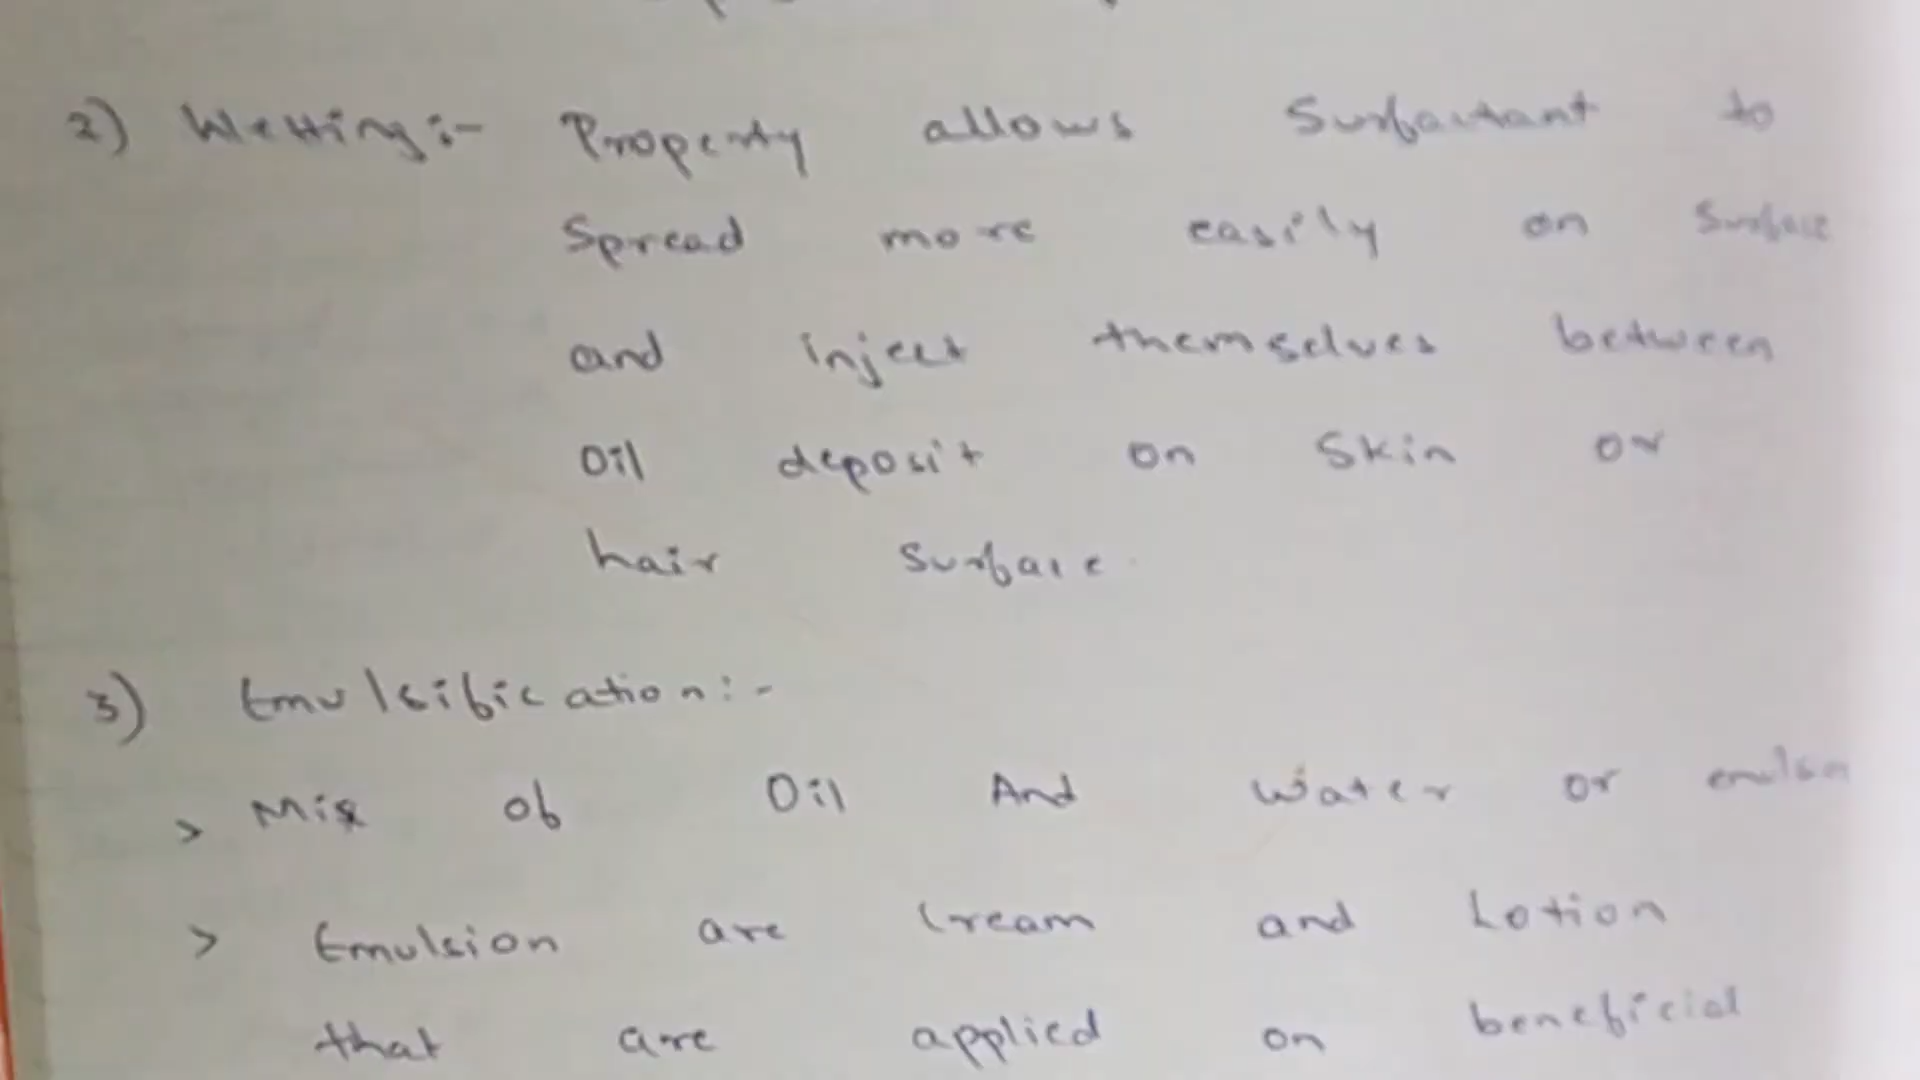 2) Wetting:- Property allows Surfactant to
Spread more easily on Surface
and inject themselves between
Oil deposit on Skin or
hair Surface.
3) Emulsification:-
> Mix of Oil And Water or
> Emulsion are Cream and Lotion
that are applied on beneficial